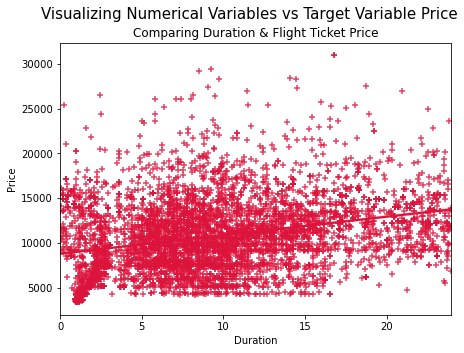 Visualizing Numerical Variables vs Target Variable Price
Comparing Duration & Flight Ticket Price
30000
25000
20000
15000
10000
5000
Price
0
5
10
15
20
Duration